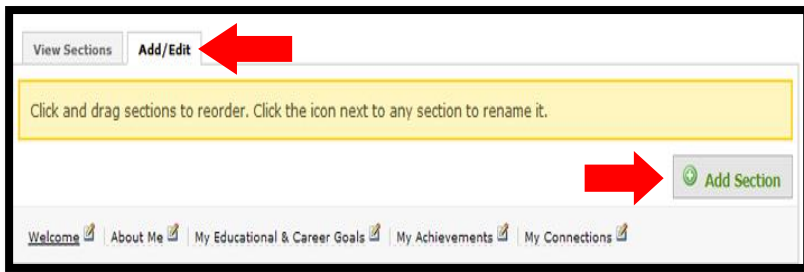 View Sections Add/Edit
Click and drag sections to reorder. Click the icon next to any section to rename it.
Add Section
Welcome About Me My Educational & Career Goals My Achievements My Connections